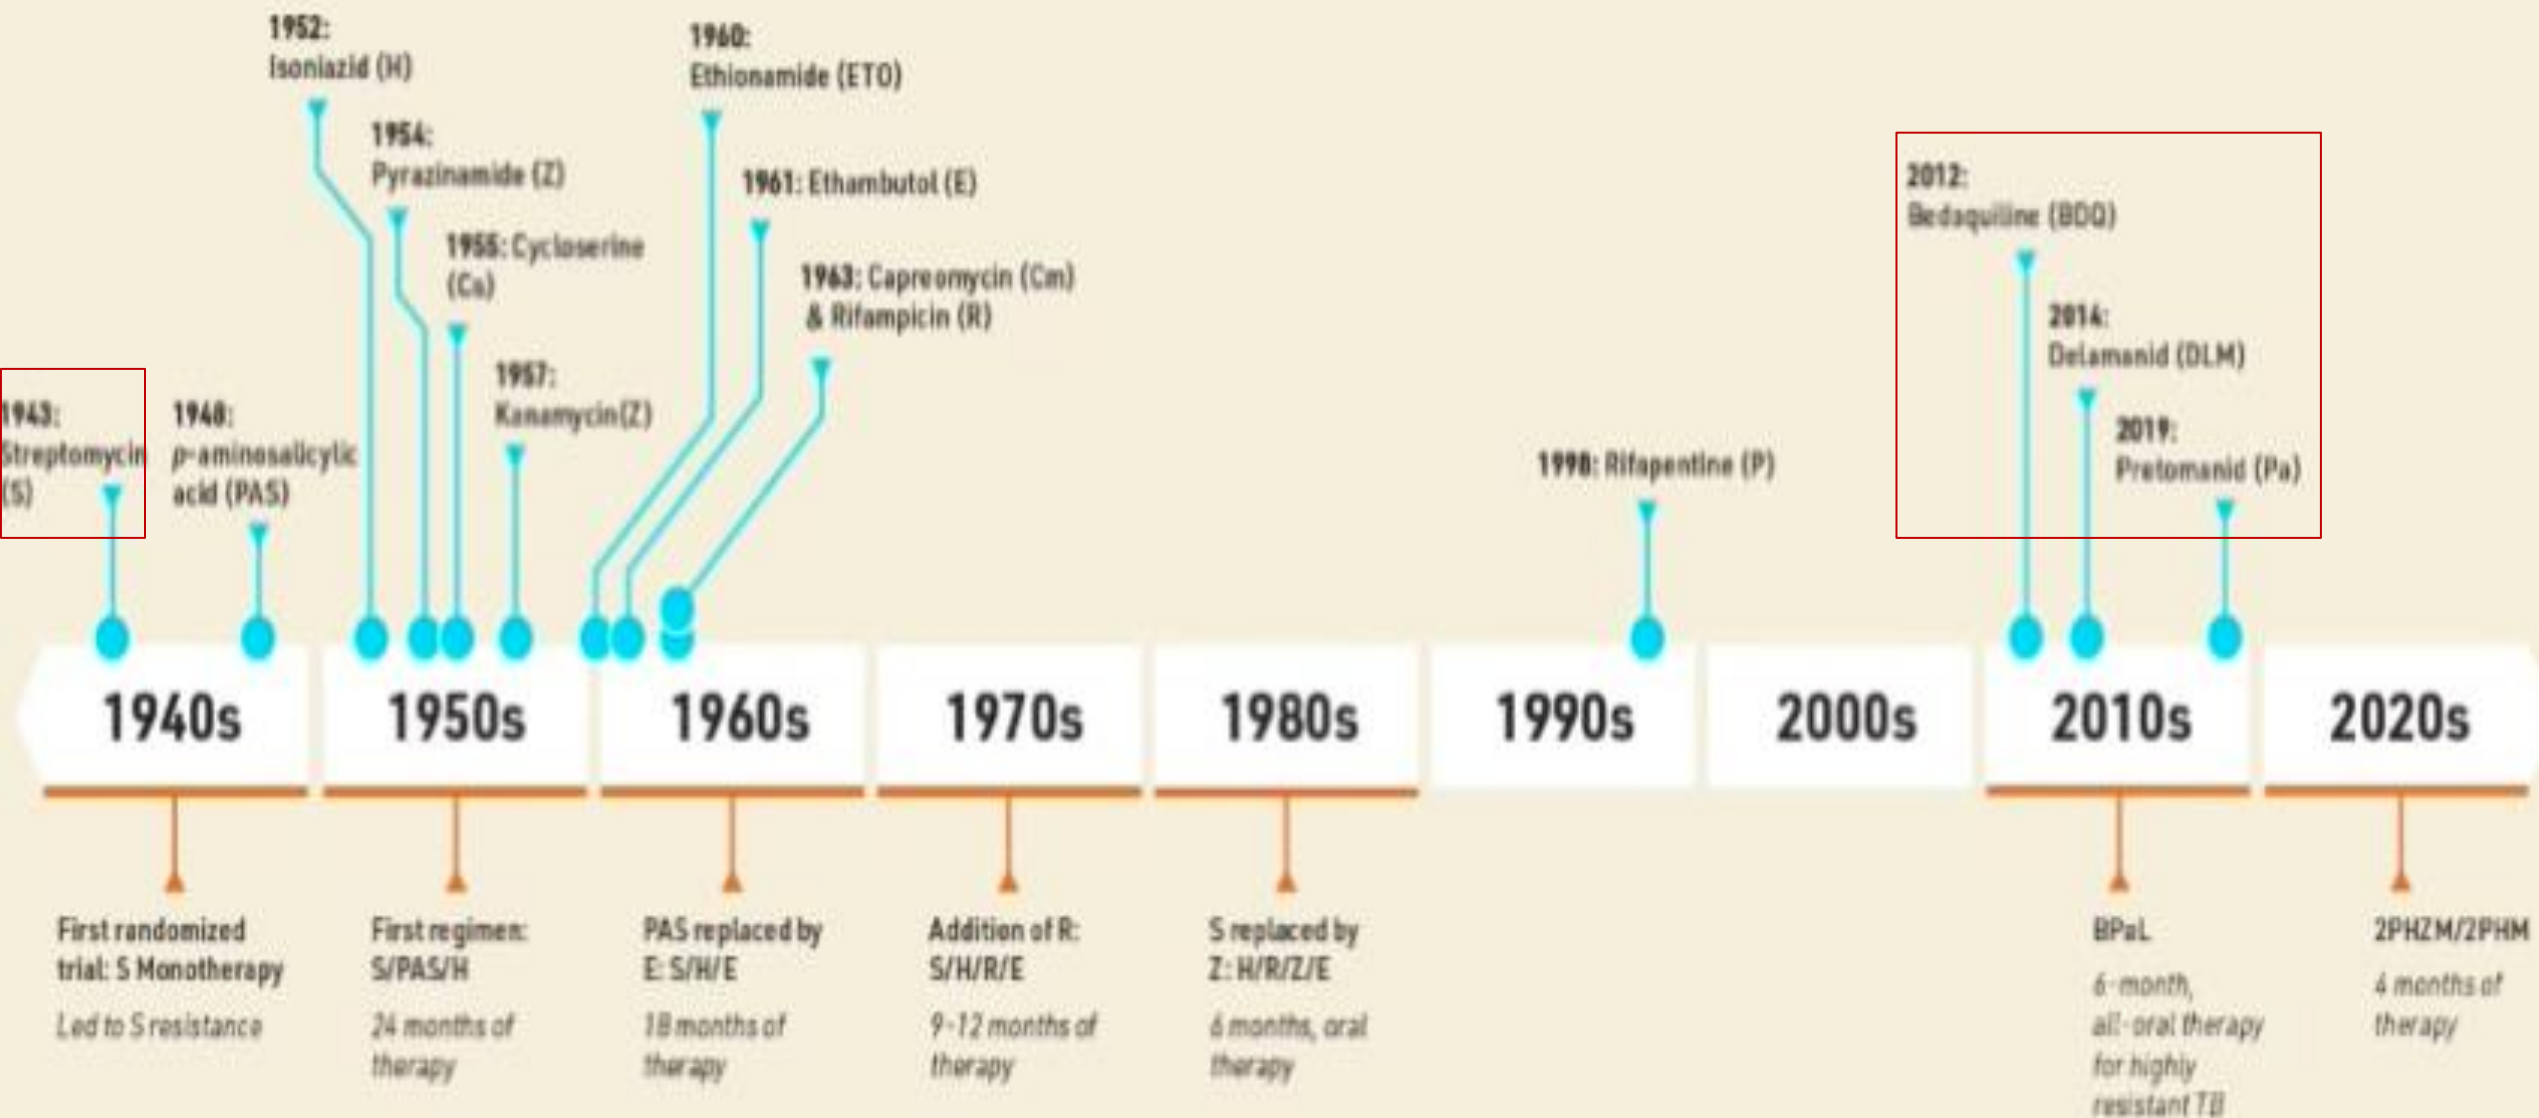 1952:
Isoniazid (H)
1954:
Pyrazinamide (Z)
1955: Cycloserine
(Cs)
1957:
Kanamycin(Z)
1943:
Streptomycin
(S)
1948:
p-aminosalicylic
acid (PAS)
1960:
Ethionamide (ETO)
1961: Ethambutol (E)
1963: Capreomycin (Cm)
& Rifampicin (R)
1998: Rifapentine (P)
2012:
Bedaquiline (BDQ)
2014:
Delamanid (DLM)
2019:
Pretomanid (Pa)
1940s
1950s
1960s
1970s
1980s
1990s
2000s
2010s
2020s
First randomized
trial: S Monotherapy
Led to S resistance
First regimen:
S/PAS/H
24 months of
therapy
PAS replaced by
E: S/H/E
18 months of
therapy
Addition of R:
S/H/R/E
9-12 months of
therapy
S replaced by
Z: H/R/Z/E
6 months, oral
therapy
BPaL
6-month,
all-oral therapy
for highly
resistant TB
2PHZM/2PHM
4 months of
therapy